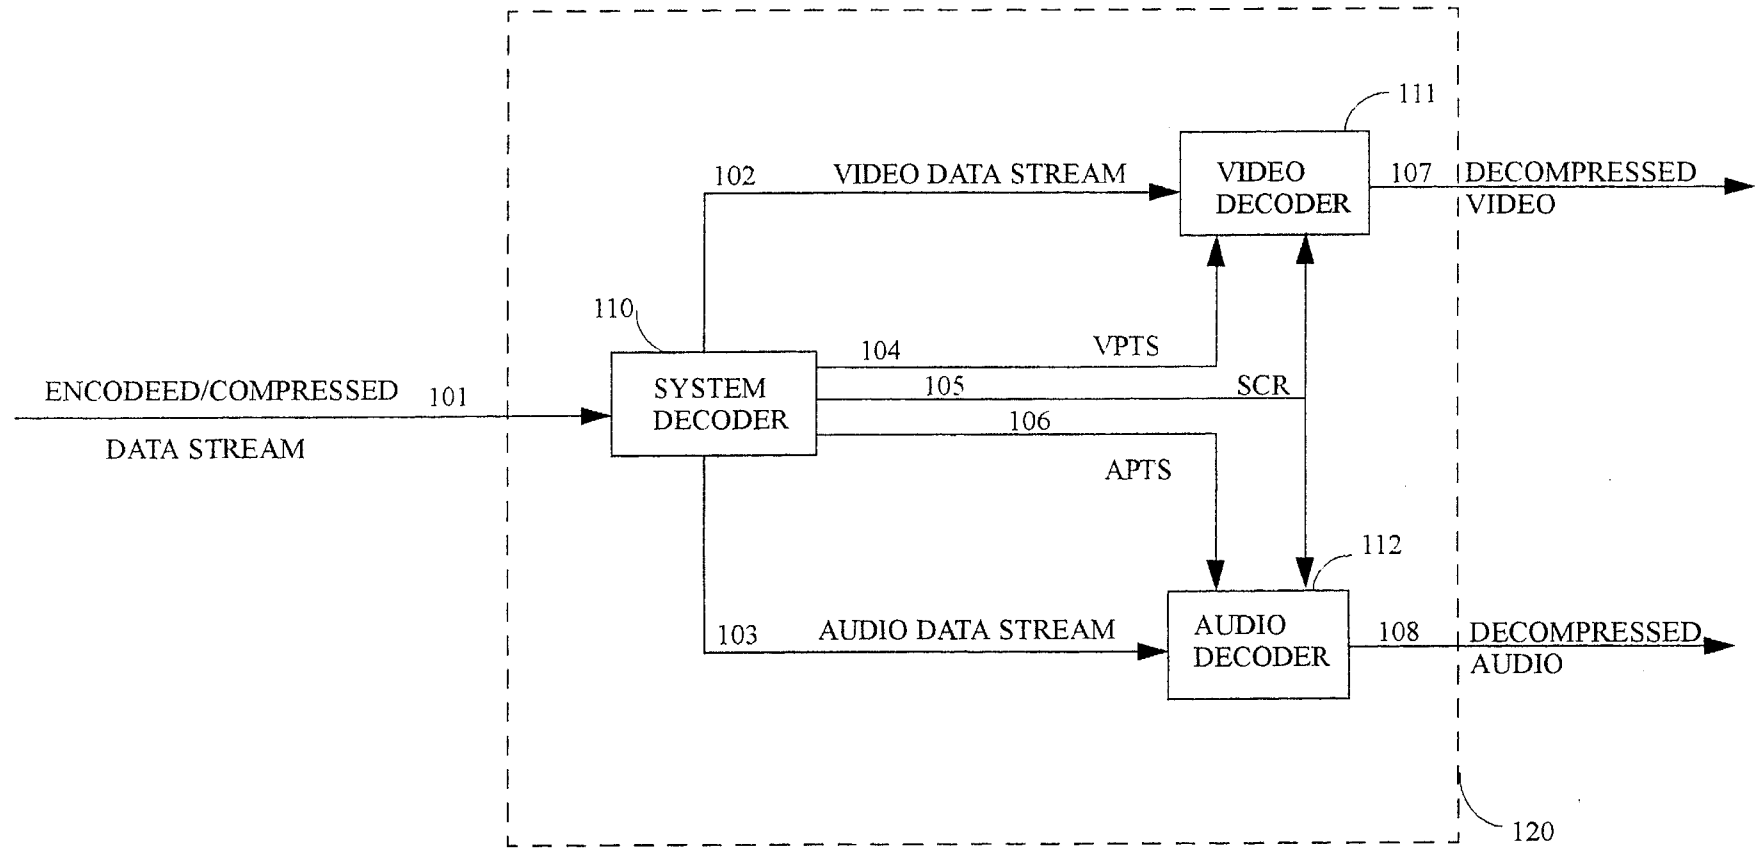 111
102 VIDEO DATA STREAM
VIDEO
DECODER
107 DECOMPRESSED
VIDEO
110
104 VPTS
ENCODEED/COMPRESSED 101
DATA STREAM
SYSTEM
DECODER
105 SCR
106
APTS
112
103 AUDIO DATA STREAM
AUDIO
DECODER
108 DECOMPRESSED
AUDIO
120